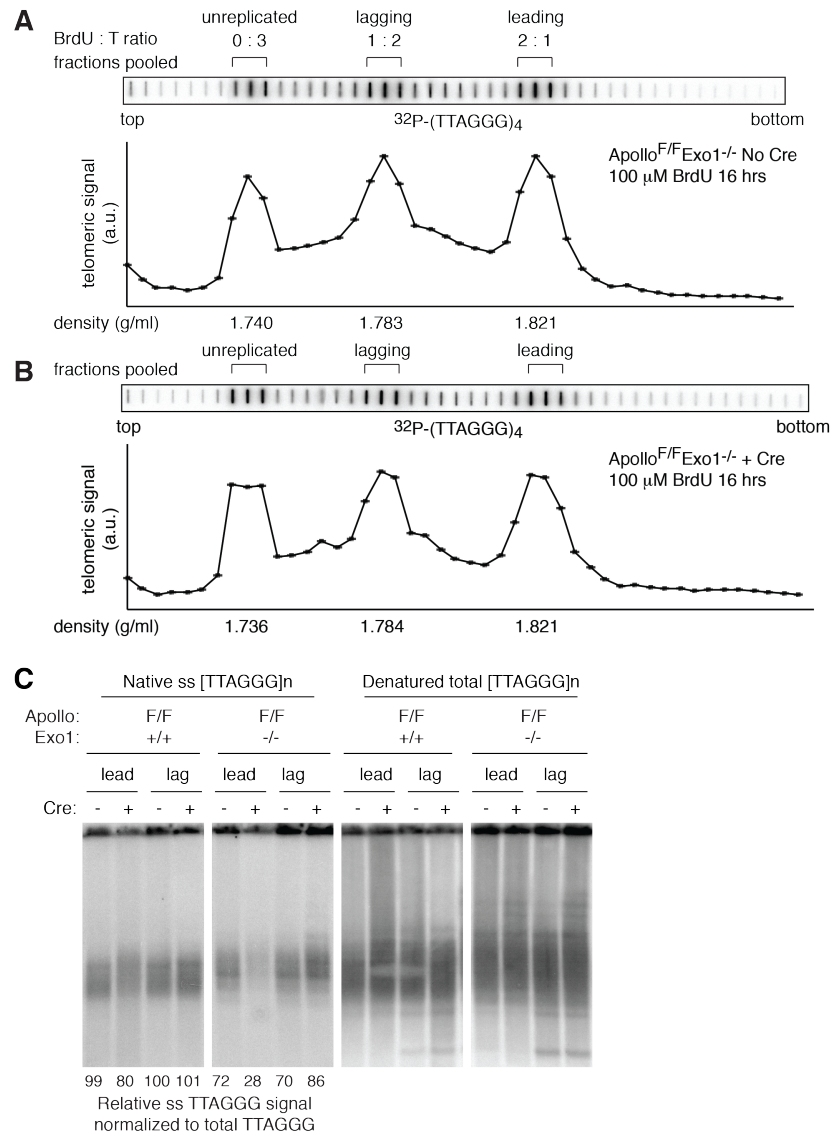 A
unreplicated lagging leading
BrdU : T ratio 0 : 3 1 : 2 2 : 1
fractions pooled
top 32P-(TTAGGG)4 bottom
ApolloF/FExo1-/- No Cre
100 µM BrdU 16 hrs
telomeric signal
(a.u.)
density (g/ml) 1.740 1.783 1.821
B
unreplicated lagging leading
fractions pooled
top 32P-(TTAGGG)4 bottom
ApolloF/FExo1-/- + Cre
100 µM BrdU 16 hrs
telomeric signal
(a.u.)
density (g/ml) 1.736 1.784 1.821
C
Native ss [TTAGGG]n Denatured total [TTAGGG]n
Apollo: F/F F/F F/F F/F
Exo1: +/+ -/- +/+ -/-
lead lag lead lag lead lag lead lag
Cre: - + - + - + - + - + - + - + - +
99 80 100 101 72 28 70 86
Relative ss TTAGGG signal
normalized to total TTAGGG